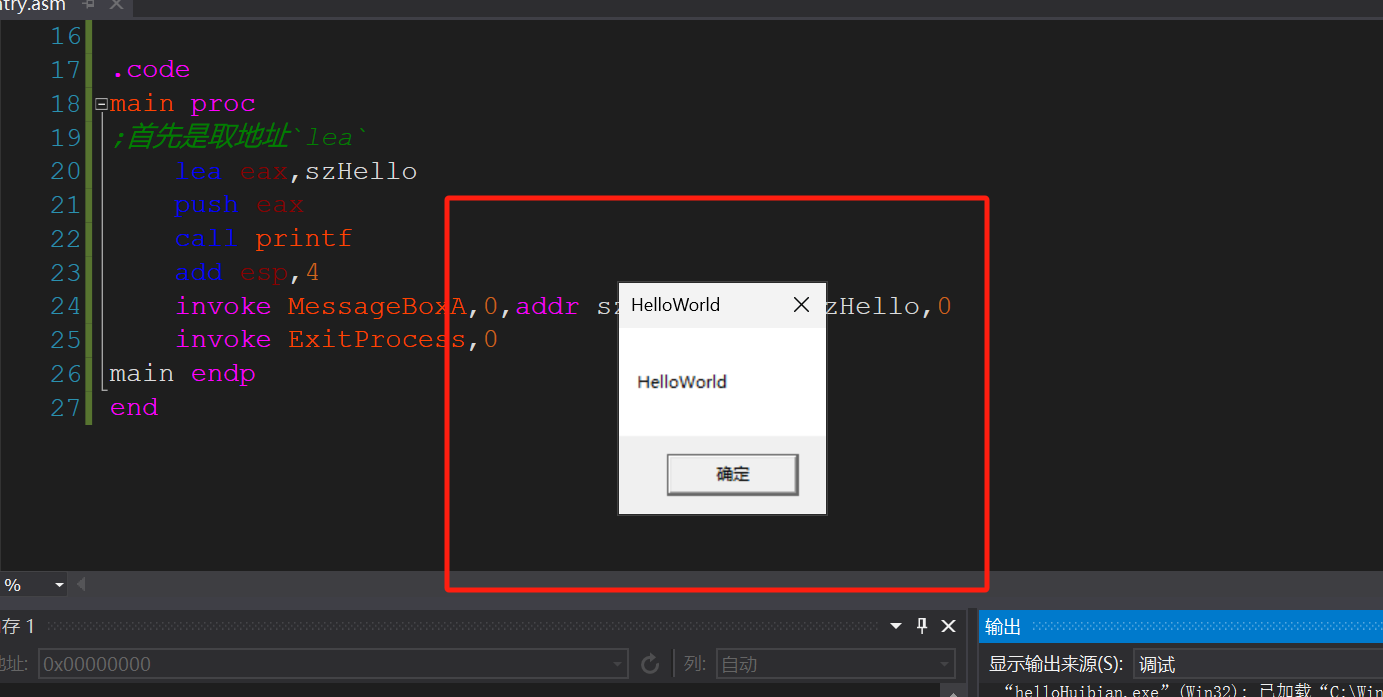 try.asm
16
17 .code
18 main proc
19 ;首先是取地址`lea`
20 lea eax,szHello
21 push eax
22 call printf
23 add esp,4
24 invoke MessageBoxA,0,addr sz zHello,0
25 invoke ExitProcess,0
26 main endp
27 end
HelloWorld
HelloWorld
确定
%
存 1
地址: 0x00000000 列: 自动
输出
显示输出来源(S): 调试
“helloHuibian.exe”(Win32): 已加载“C:\Win